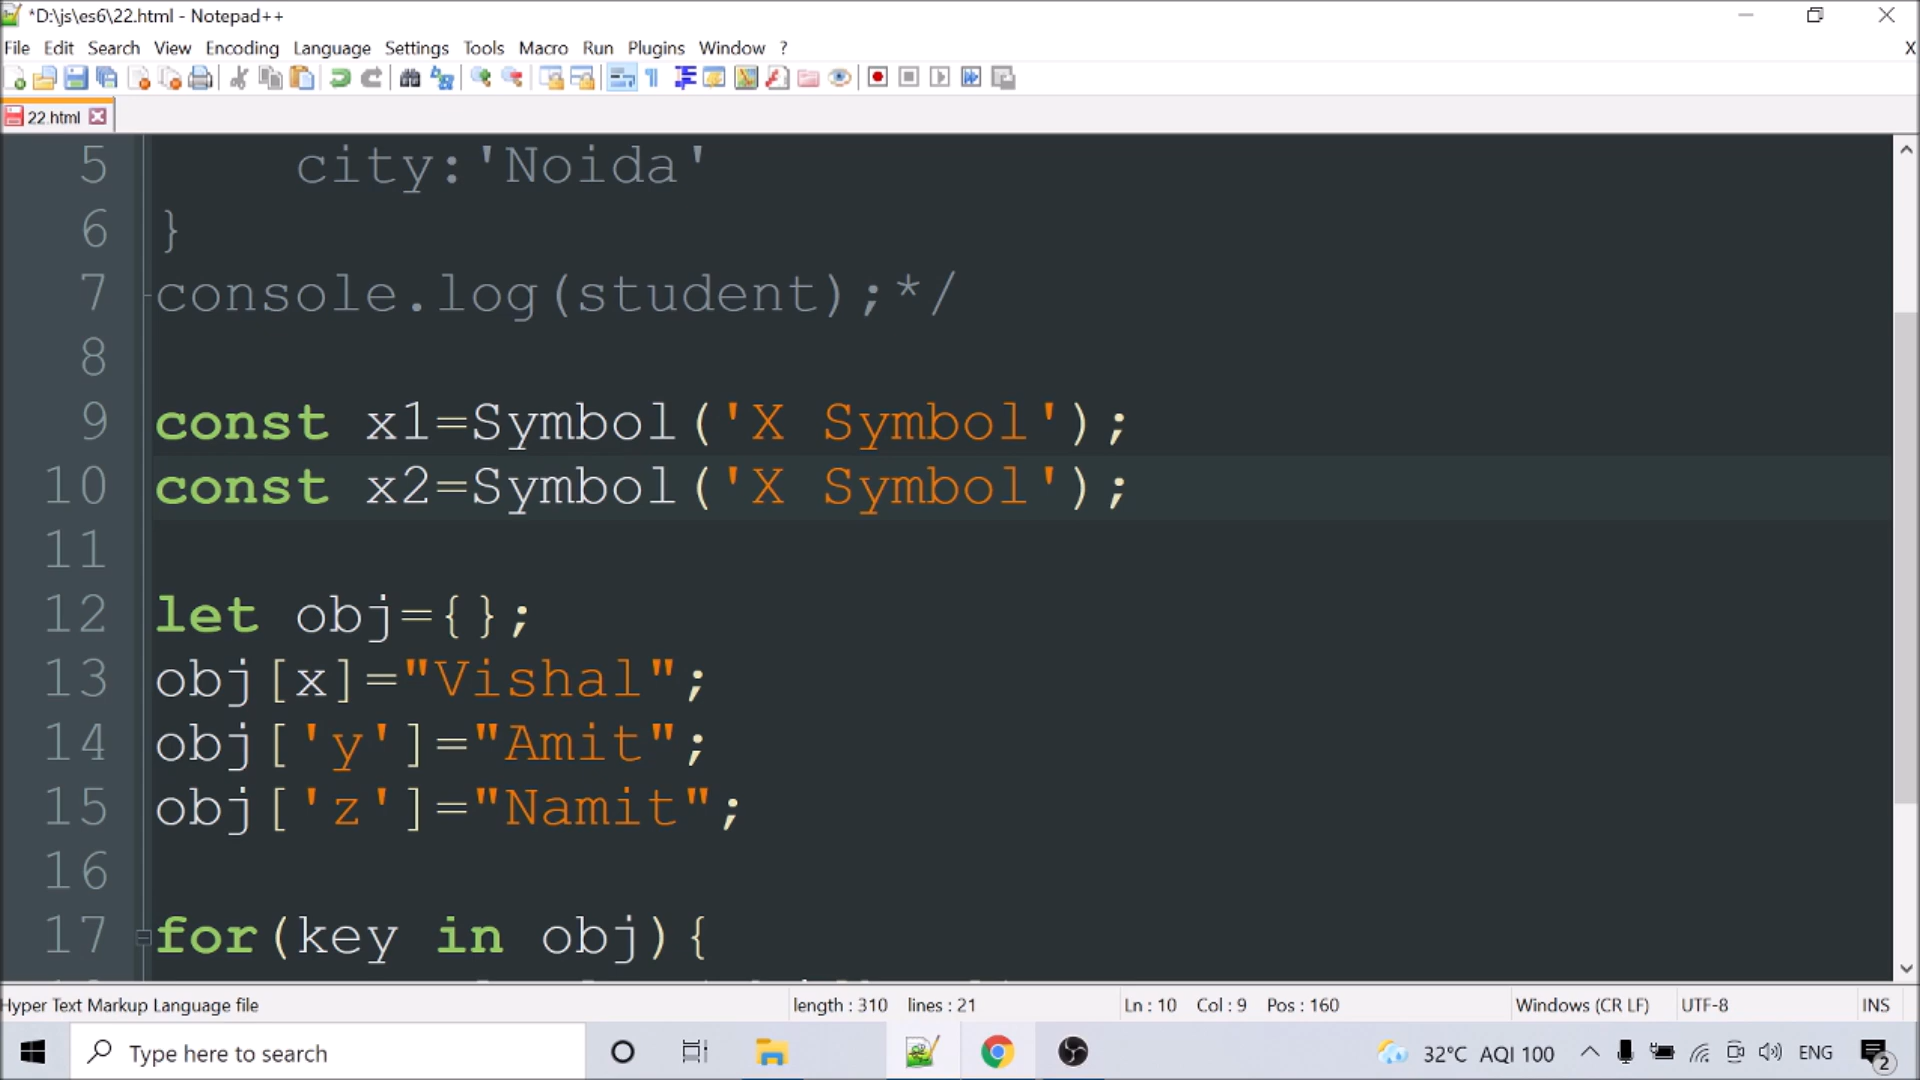 *D:\js\es6\22.html - Notepad++
File Edit Search View Encoding Language Settings Tools Macro Run Plugins Window ? X
22.html
5 city:'Noida'
6 }
7 console.log(student);*/
8
9 const x1=Symbol('X Symbol');
10 const x2=Symbol('X Symbol');
11
12 let obj={};
13 obj[x]="Vishal";
14 obj['y']="Amit";
15 obj['z']="Namit";
16
17 for(key in obj){
Hyper Text Markup Language file length : 310 lines : 21 Ln : 10 Col : 9 Pos : 160 Windows (CR LF) UTF-8 INS
Type here to search 32°C AQI 100 ENG 2